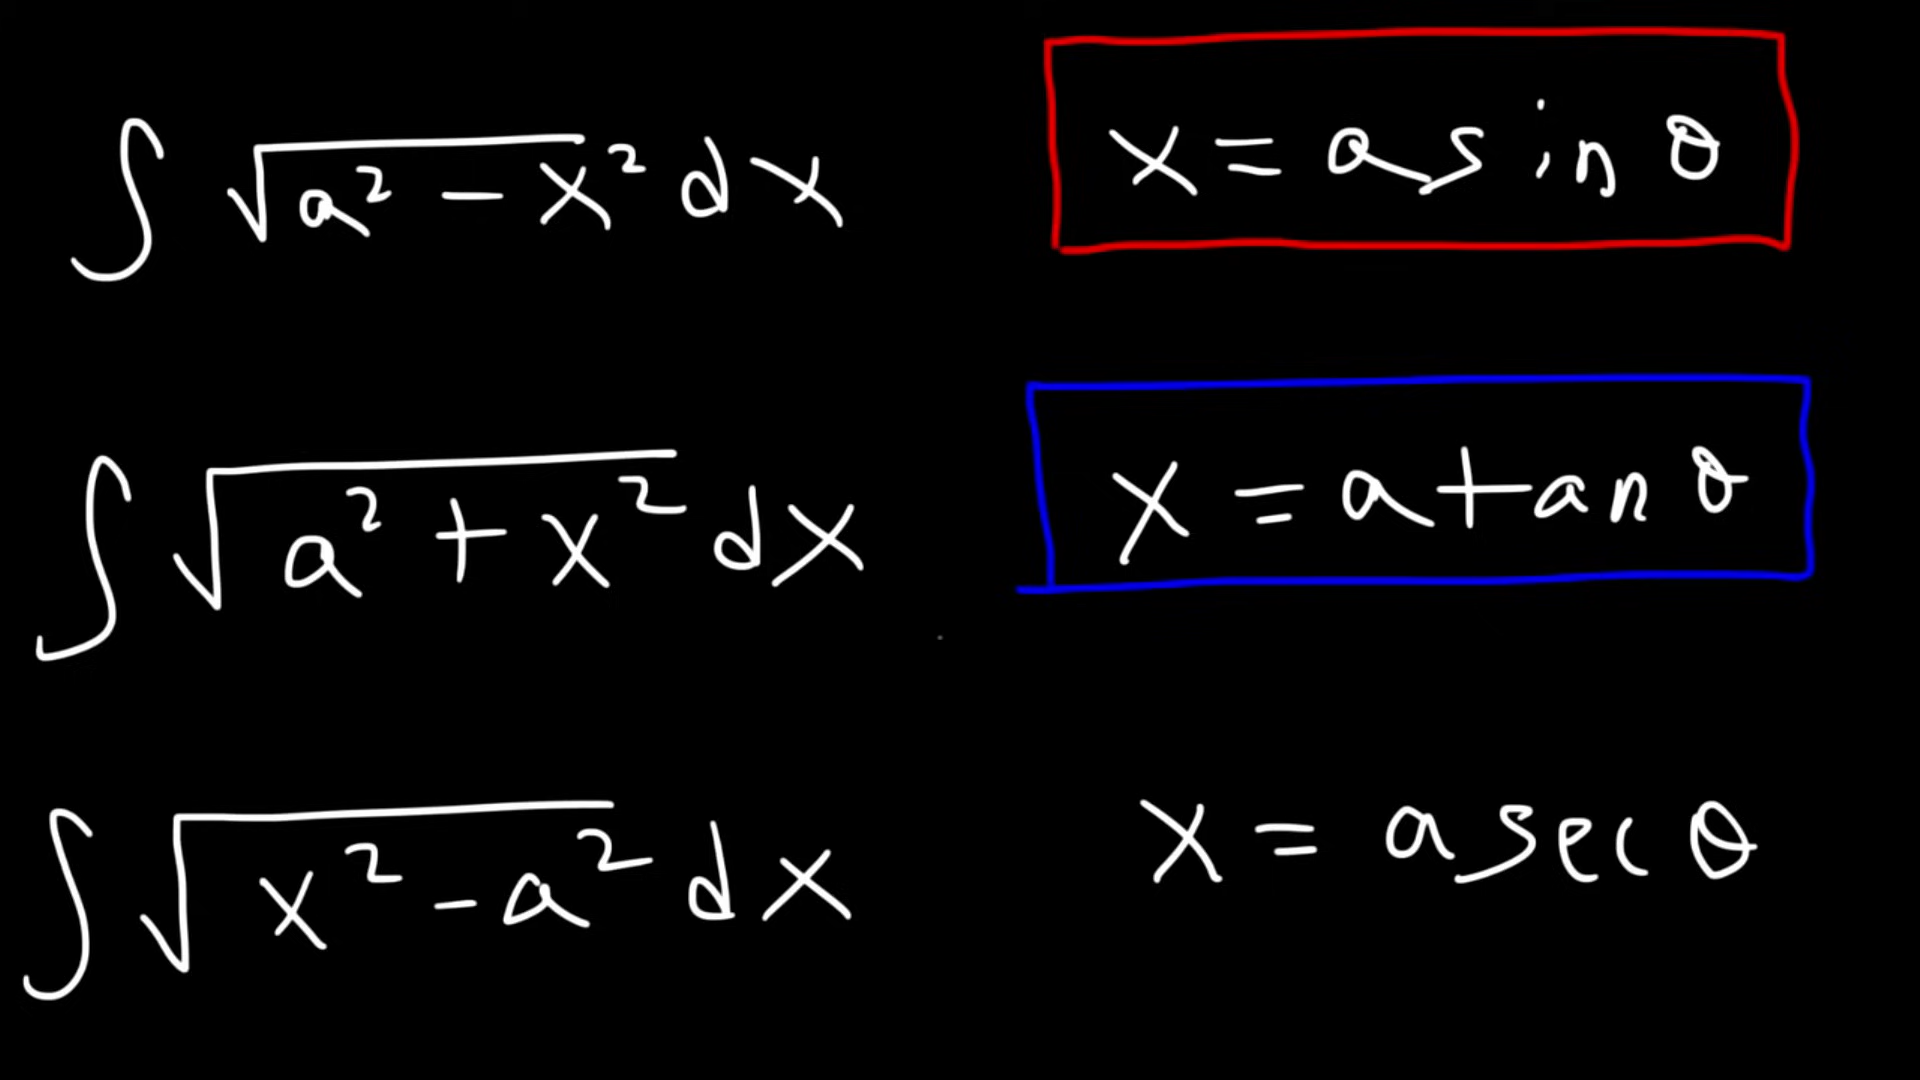 ∫ √(a² − x²) dx    x = a sin θ
∫ √(a² + x²) dx    x = a tan θ
∫ √(x² − a²) dx    x = a sec θ